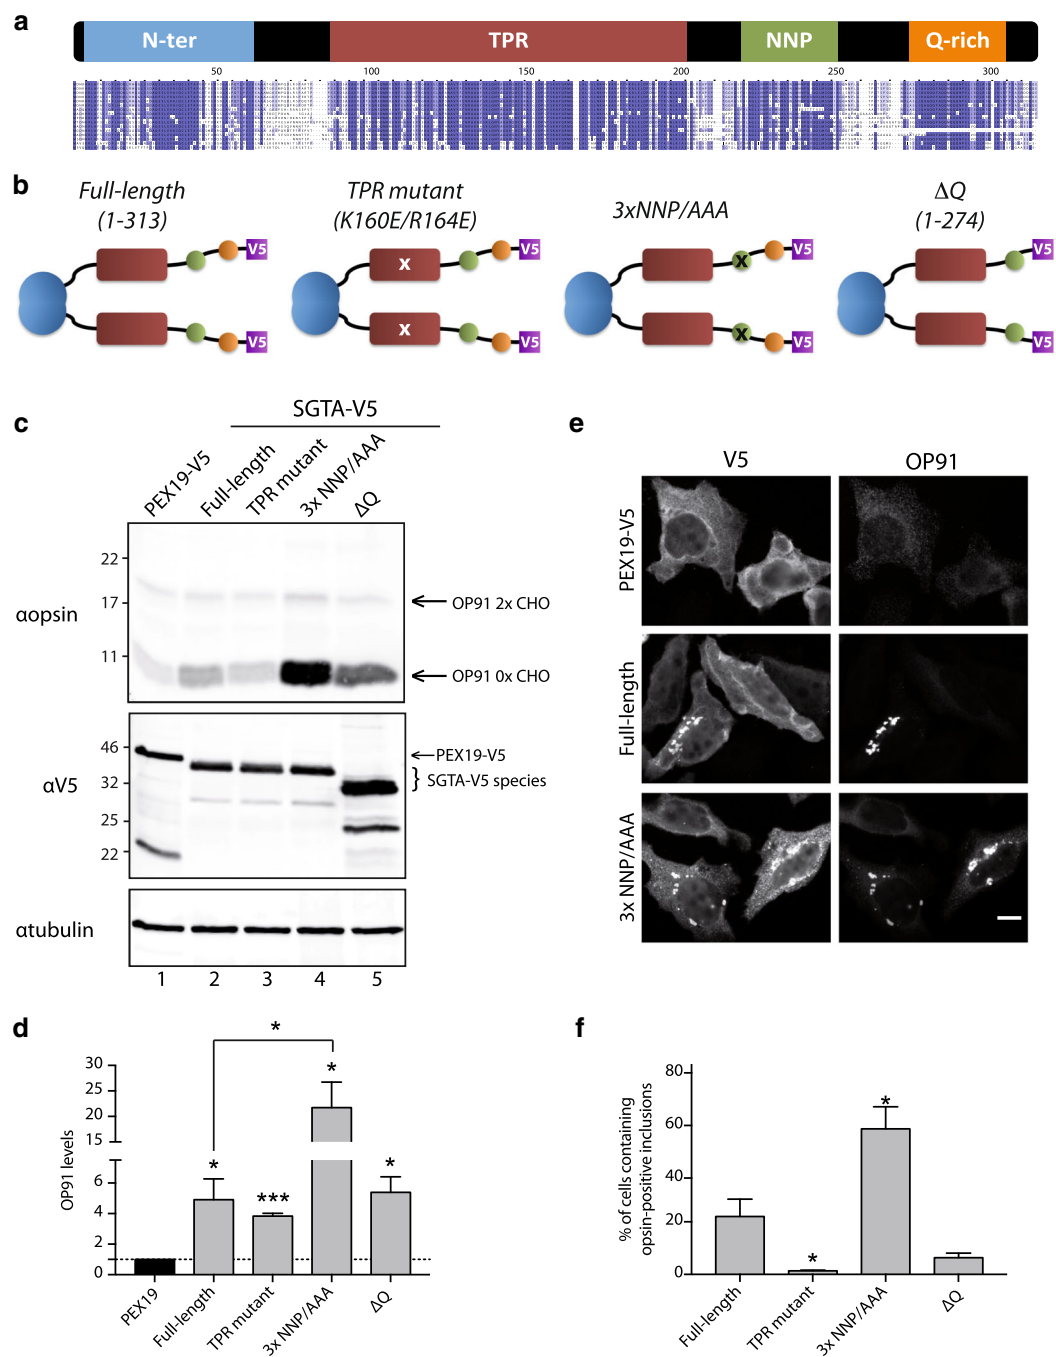 a
N-ter
TPR
NNP
Q-rich
50
100
150
200
250
300
b
Full-length
(1-313)
TPR mutant
(K160E/R164E)
3xNNP/AAA
ΔQ
(1-274)
V5
V5
x
x
V5
V5
x
x
V5
V5
V5
V5
c
SGTA-V5
PEX19-V5
Full-length
TPR mutant
3x NNP/AAA
ΔQ
αopsin
22
17
11
OP91 2x CHO
OP91 0x CHO
αV5
46
32
25
22
PEX19-V5
} SGTA-V5 species
αtubulin
1 2 3 4 5
e
V5
OP91
PEX19-V5
Full-length
3x NNP/AAA
d
OP91 levels
30
25
20
15
6
4
2
0
*
*
***
*
*
PEX19
Full-length
TPR mutant
3x NNP/AAA
ΔQ
f
% of cells containing
opsin-positive inclusions
80
60
40
20
0
*
*
Full-length
TPR mutant
3x NNP/AAA
ΔQ